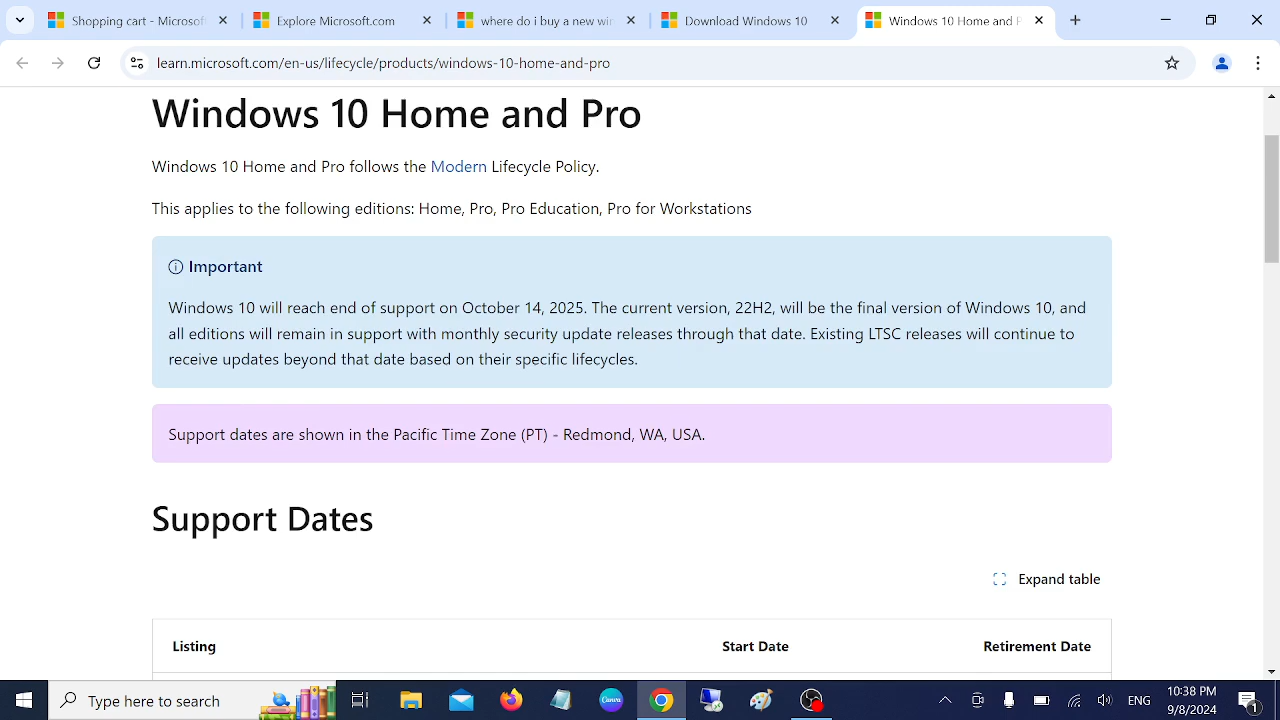 Shopping cart - Microsof
Explore Microsoft.com
where do i buy a new wir
Download Windows 10
Windows 10 Home and P
learn.microsoft.com/en-us/lifecycle/products/windows-10-home-and-pro
Windows 10 Home and Pro
Windows 10 Home and Pro follows the Modern Lifecycle Policy.
This applies to the following editions: Home, Pro, Pro Education, Pro for Workstations
Important
Windows 10 will reach end of support on October 14, 2025. The current version, 22H2, will be the final version of Windows 10, and
all editions will remain in support with monthly security update releases through that date. Existing LTSC releases will continue to
receive updates beyond that date based on their specific lifecycles.
Support dates are shown in the Pacific Time Zone (PT) - Redmond, WA, USA.
Support Dates
Expand table
Listing Start Date Retirement Date
Type here to search
Canva
ENG
10:38 PM
9/8/2024
1